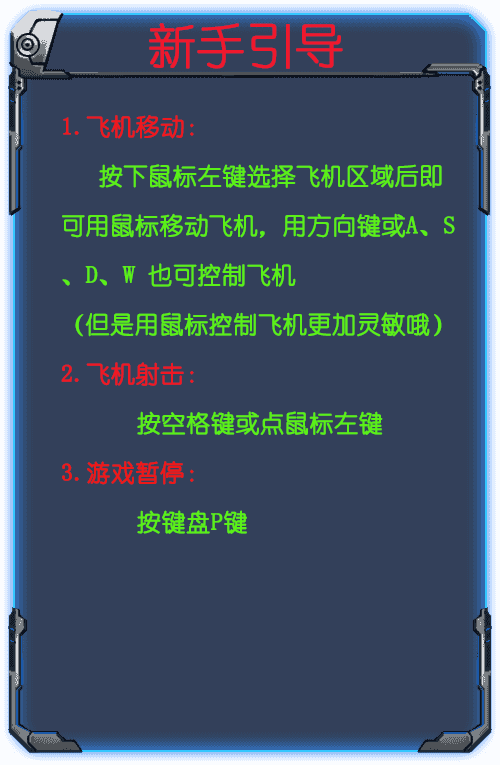 新手引导
1.飞机移动:
按下鼠标左键选择飞机区域后即
可用鼠标移动飞机，用方向键或A、S
、D、W 也可控制飞机
（但是用鼠标控制飞机更加灵敏哦）
2.飞机射击:
按空格键或点鼠标左键
3.游戏暂停:
按键盘P键